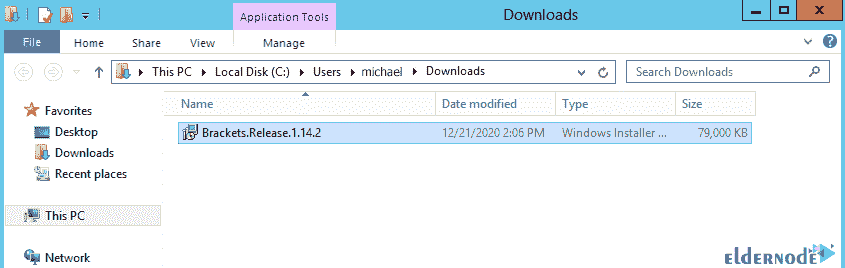 Application Tools
Downloads
File
Home
Share
View
Manage
This PC
Local Disk (C:)
Users
michael
Downloads
Search Downloads
Favorites
Desktop
Downloads
Recent places
This PC
Network
Name
Date modified
Type
Size
Brackets.Release.1.14.2
12/21/2020 2:06 PM
Windows Installer ...
79,000 KB
ELDERNODE